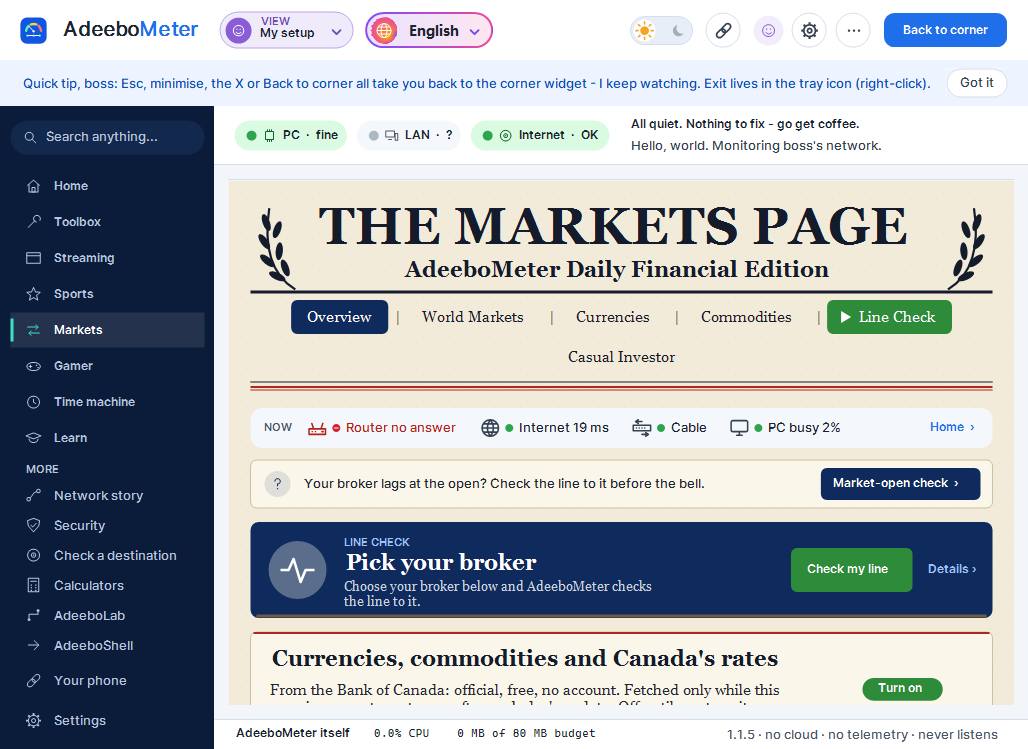 AdeeboMeter
VIEW
My setup
English
Back to corner
Quick tip, boss: Esc, minimise, the X or Back to corner all take you back to the corner widget - I keep watching. Exit lives in the tray icon (right-click).
Got it
Search anything...
Home
Toolbox
Streaming
Sports
Markets
Gamer
Time machine
Learn
MORE
Network story
Security
Check a destination
Calculators
AdeeboLab
AdeeboShell
Your phone
Settings
PC · fine
LAN · ?
Internet · OK
All quiet. Nothing to fix - go get coffee.
Hello, world. Monitoring boss's network.
THE MARKETS PAGE
AdeeboMeter Daily Financial Edition
Overview | World Markets | Currencies | Commodities | Line Check
Casual Investor
NOW Router no answer Internet 19 ms Cable PC busy 2% Home ›
? Your broker lags at the open? Check the line to it before the bell. Market-open check ›
LINE CHECK
Pick your broker
Choose your broker below and AdeeboMeter checks
the line to it.
Check my line
Details ›
Currencies, commodities and Canada's rates
From the Bank of Canada: official, free, no account. Fetched only while this
Turn on
AdeeboMeter itself 0.0% CPU 0 MB of 80 MB budget
1.1.5 · no cloud · no telemetry · never listens